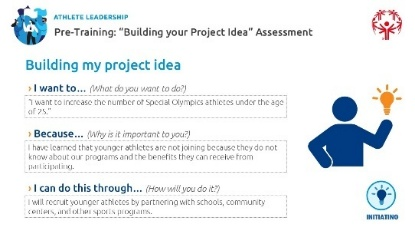 ATHLETE LEADERSHIP
Pre-Training: “Building your Project Idea” Assessment
Building my project idea
› I want to... (What do you want to do?)
"I want to increase the number of Special Olympics athletes under the age
of 25."
› Because... (Why is it important to you?)
I have learned that younger athletes are not joining because they do not
know about our programs and the benefits they can receive from
participating.
› I can do this through... (How will you do it?)
I will recruit younger athletes by partnering with schools, community
centers, and other sports programs.
INITIATING